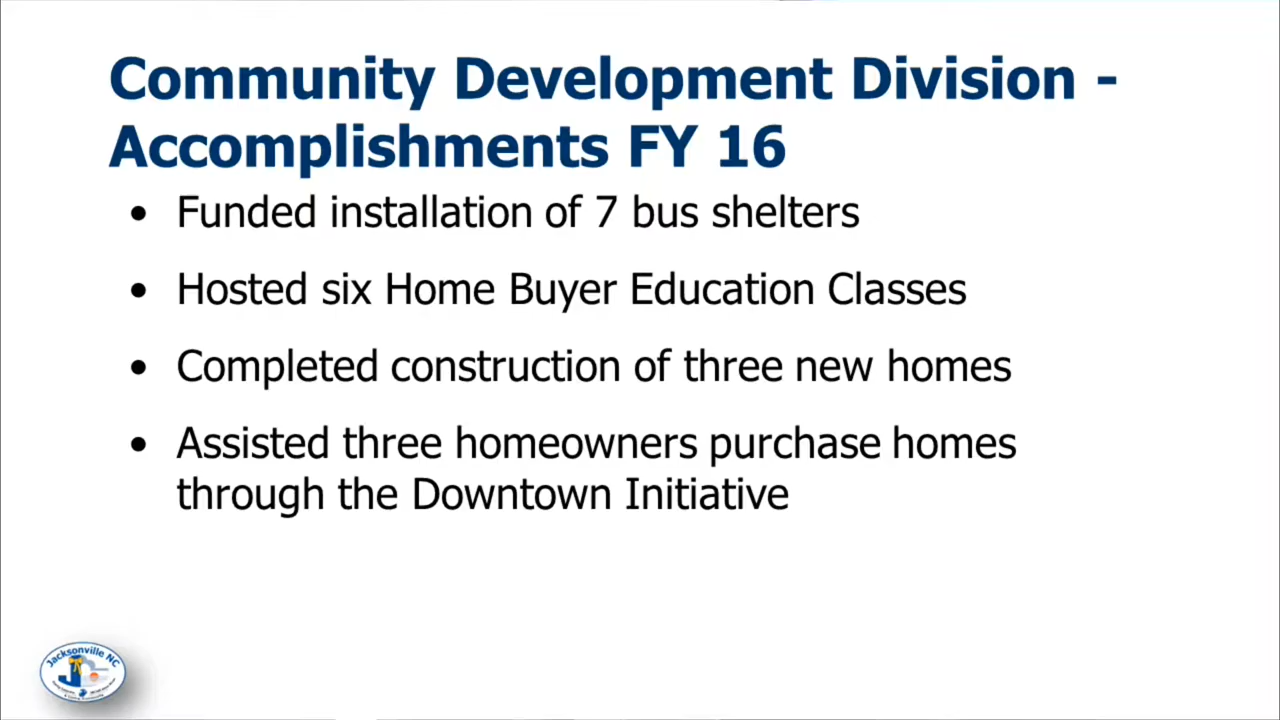 Community Development Division -
Accomplishments FY 16
• Funded installation of 7 bus shelters
• Hosted six Home Buyer Education Classes
• Completed construction of three new homes
• Assisted three homeowners purchase homes
through the Downtown Initiative
Jacksonville NC